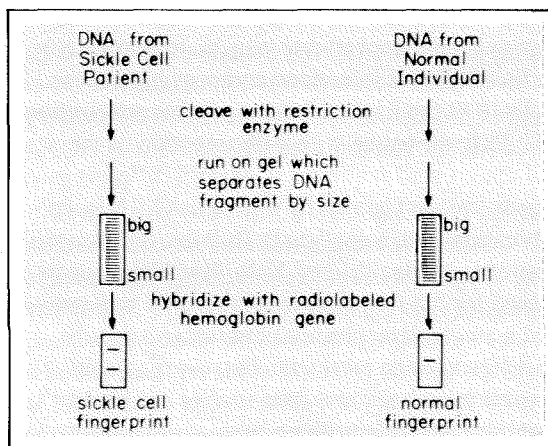 DNA from
Sickle Cell
Patient
DNA from
Normal
Individual
cleave with restriction
enzyme
run on gel which
separates DNA
fragment by size
big
small
big
small
hybridize with radiolabeled
hemoglobin gene
sickle cell
fingerprint
normal
fingerprint